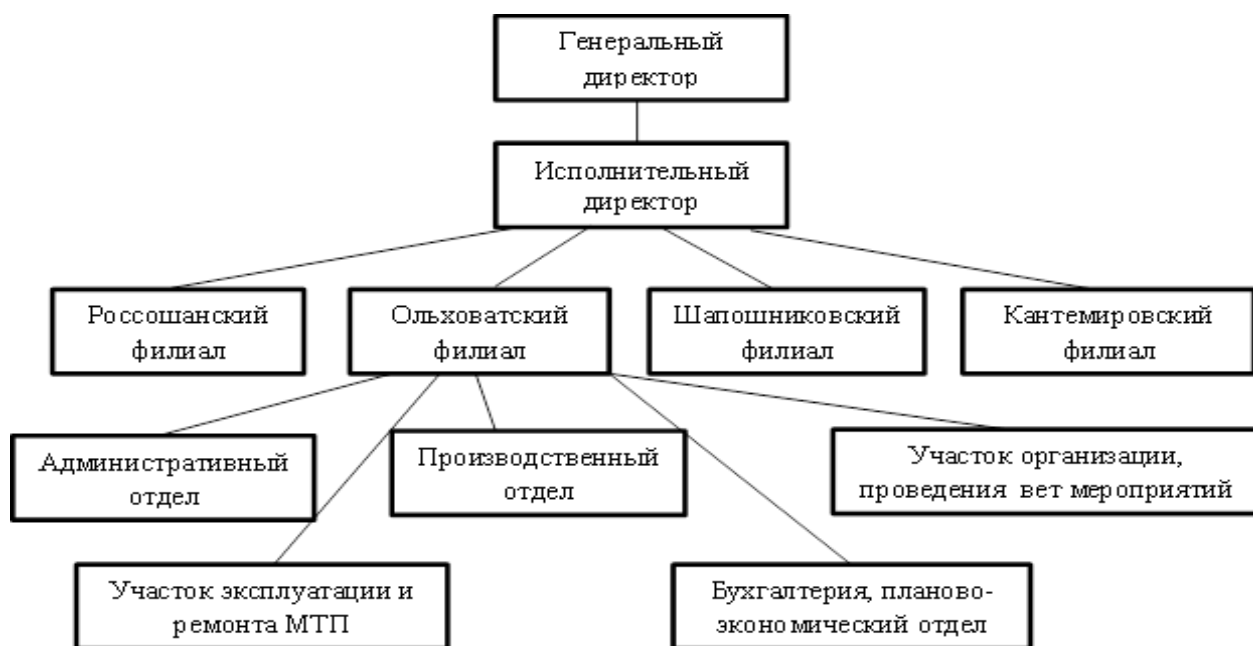 Генеральный
директор
Исполнительный
директор
Россошанский
филиал
Ольховатский
филиал
Шапошниковский
филиал
Кантемировский
филиал
Административный
отдел
Производственный
отдел
Участок организации,
проведения вет мероприятий
Участок эксплуатации и
ремонта МТП
Бухгалтерия, планово-
экономический отдел